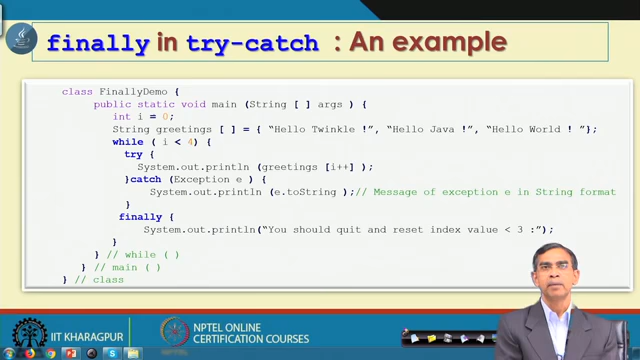 finally in try-catch : An example
class FinallyDemo {
public static void main (String [ ] args ) {
int i = 0;
String greetings [ ] = { “Hello Twinkle !”, “Hello Java !”, “Hello World ! ”};
while ( i < 4) {
try {
System.out.println (greetings [i++] );
}catch (Exception e ) {
System.out.println (e.toString );// Message of exception e in String format
}
finally {
System.out.println(“You should quit and reset index value < 3 :”);
}
} // while ( )
} // main ( )
} // class
IIT KHARAGPUR
NPTEL ONLINE
CERTIFICATION COURSES